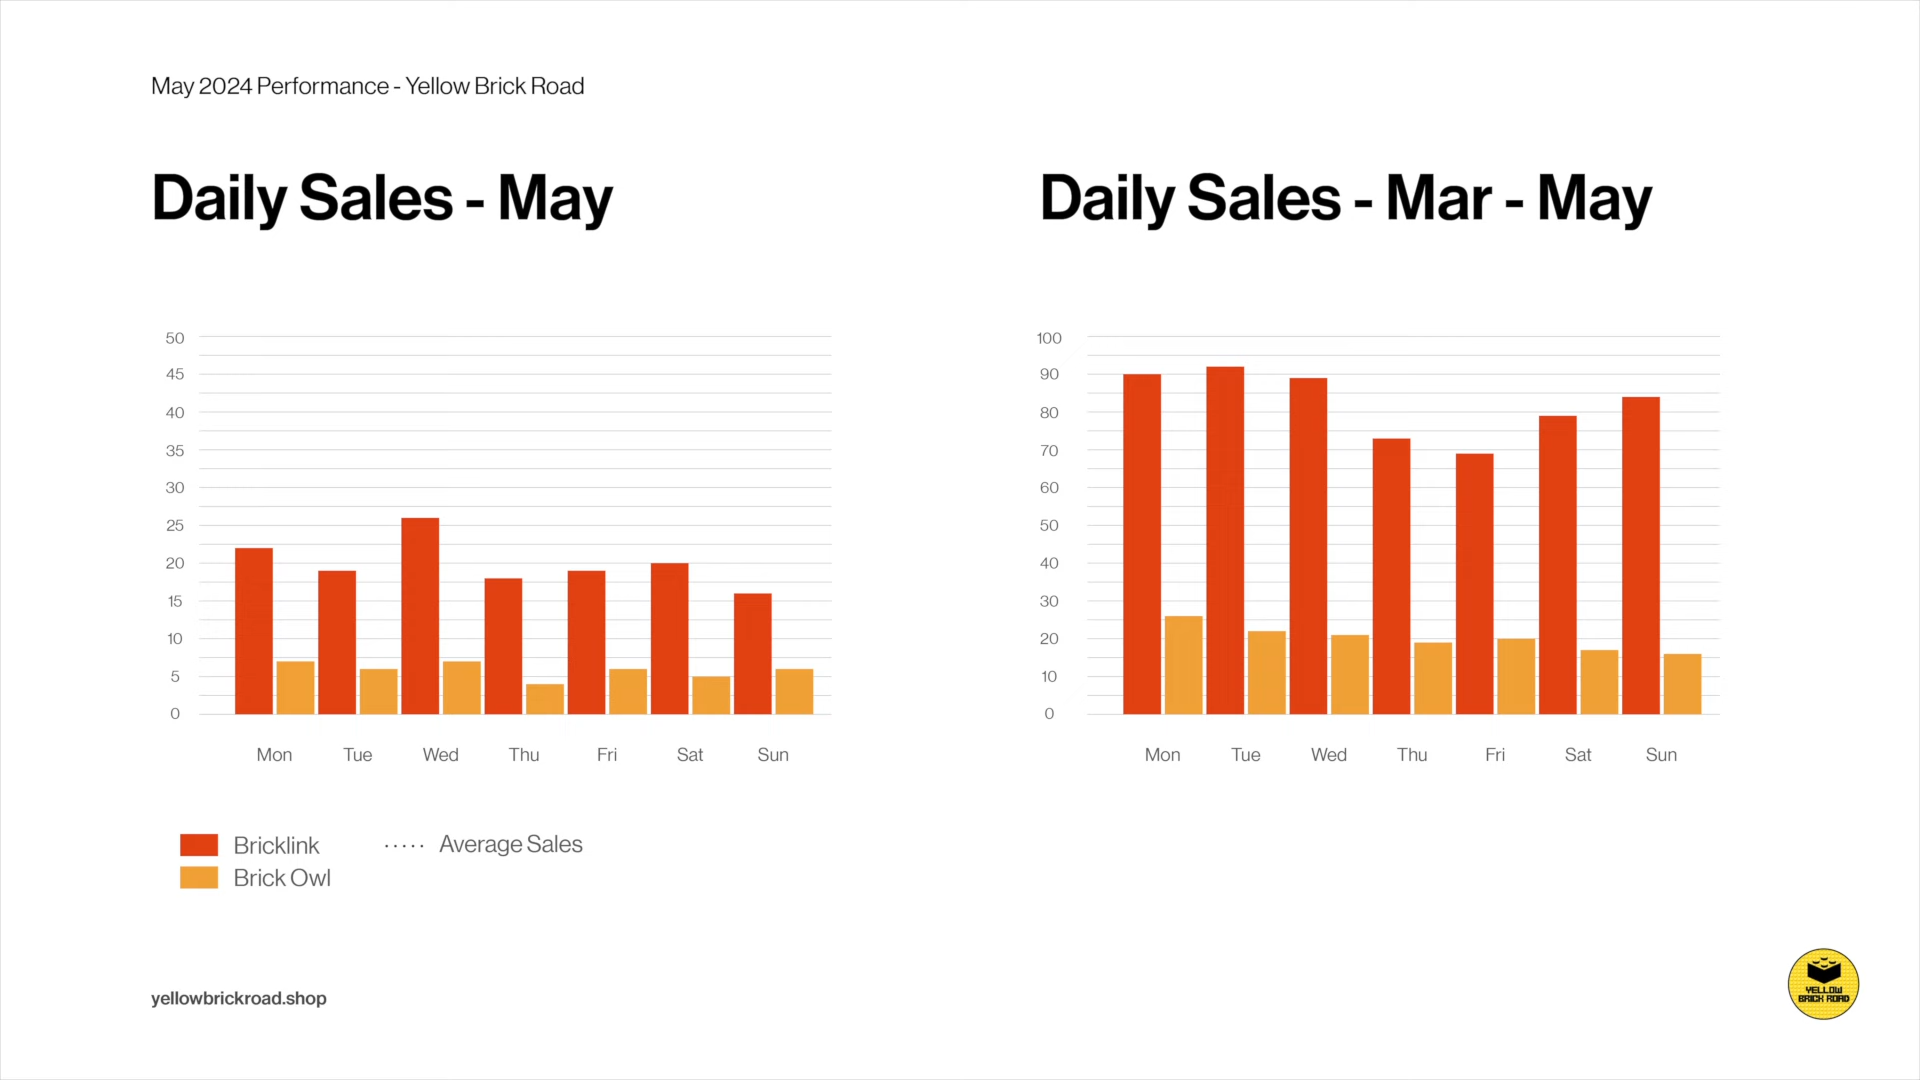 May 2024 Performance - Yellow Brick Road
Daily Sales - May
50
45
40
35
30
25
20
15
10
5
0
Mon Tue Wed Thu Fri Sat Sun
Bricklink
Brick Owl
Average Sales
Daily Sales - Mar - May
100
90
80
70
60
50
40
30
20
10
0
Mon Tue Wed Thu Fri Sat Sun
yellowbrickroad.shop
YELLOW
BRICK ROAD